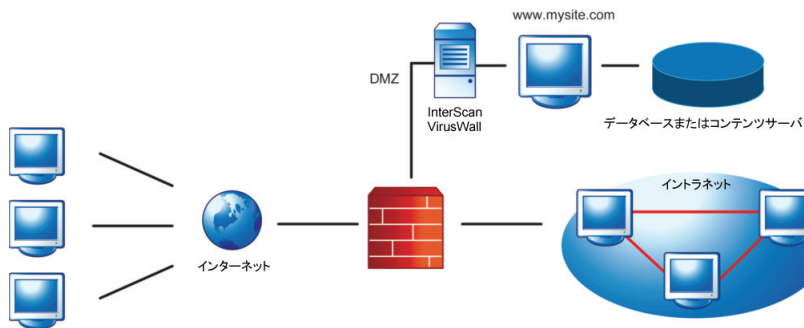 www.mysite.com
DMZ
InterScan
VirusWall
データベースまたはコンテンツサーバ
イントラネット
インターネット